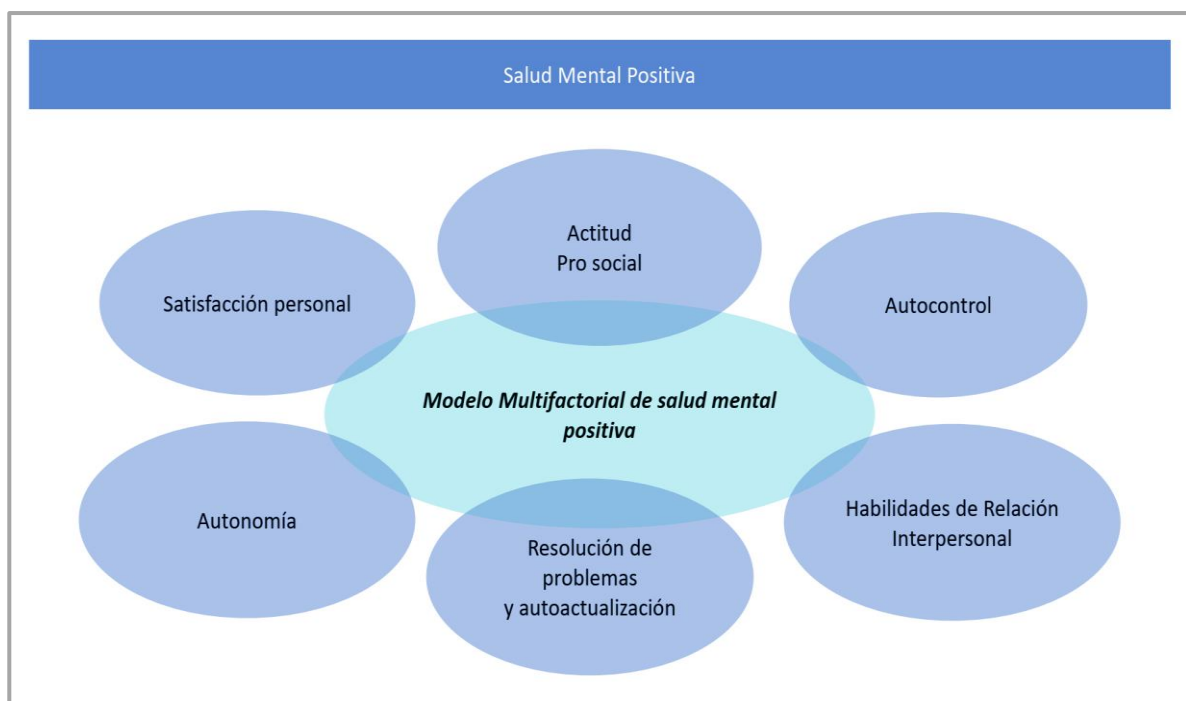 Salud Mental Positiva
Actitud
Pro social
Satisfacción personal
Autocontrol
Modelo Multifactorial de salud mental
positiva
Autonomía
Habilidades de Relación
Interpersonal
Resolución de
problemas
y autoactualización